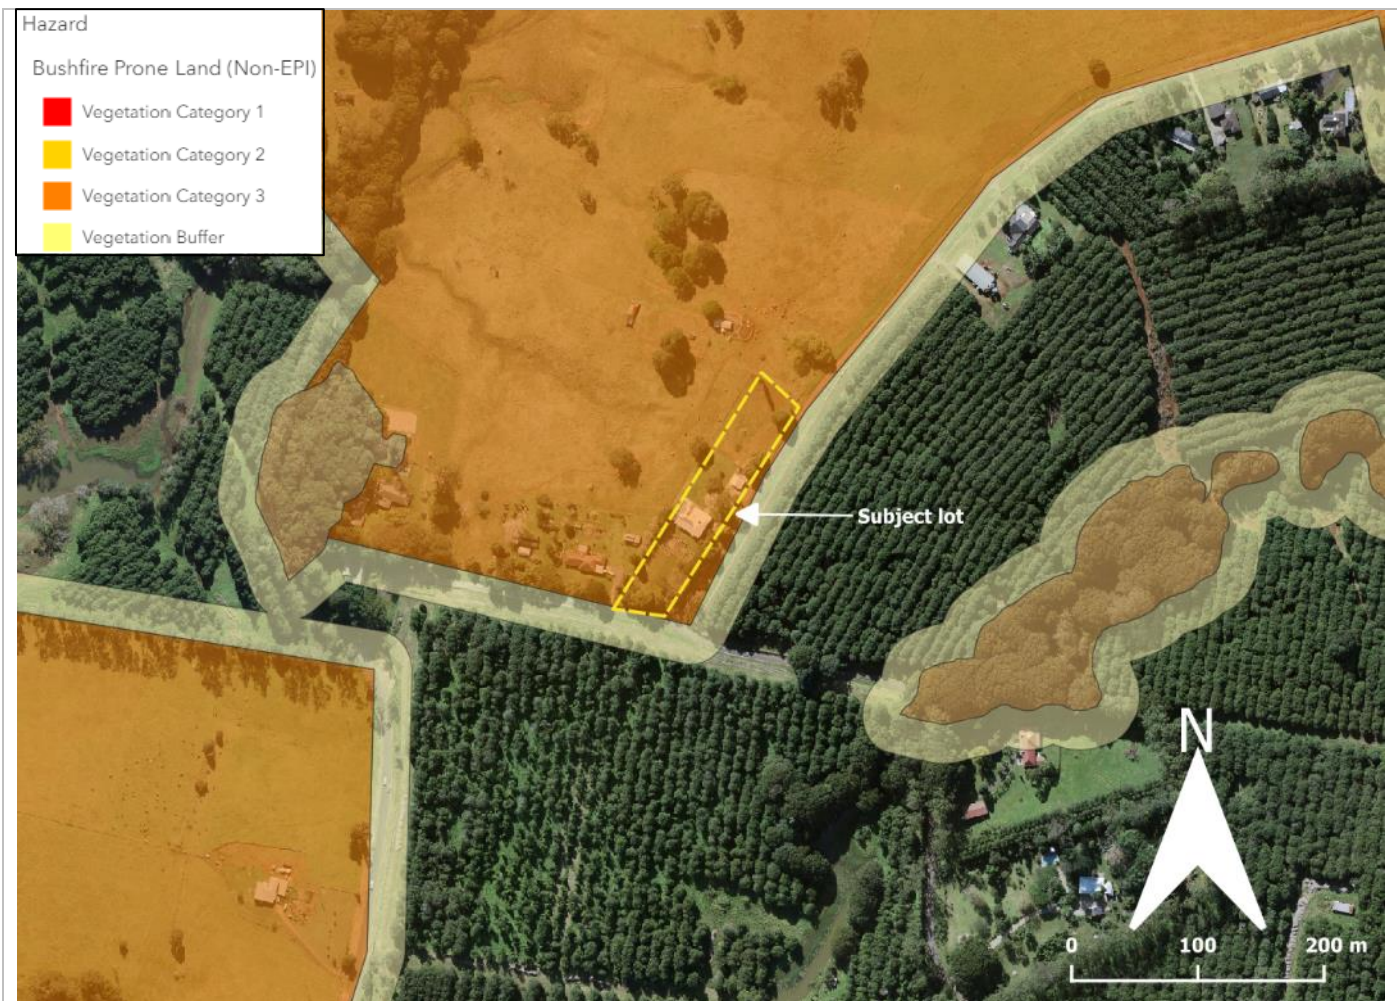 Hazard
Bushfire Prone Land (Non-EPI)
Vegetation Category 1
Vegetation Category 2
Vegetation Category 3
Vegetation Buffer
Subject lot
N
0 100 200 m